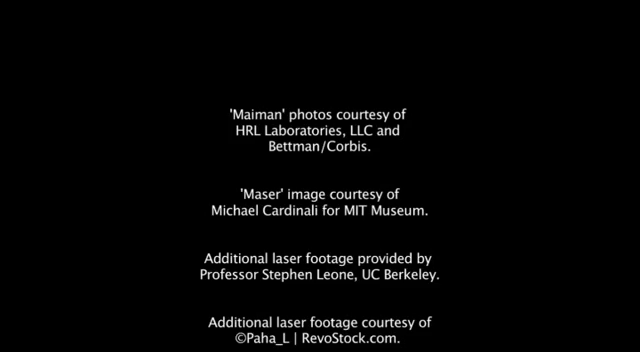 'Maiman' photos courtesy of
HRL Laboratories, LLC and
Bettman/Corbis.
'Maser' image courtesy of
Michael Cardinali for MIT Museum.
Additional laser footage provided by
Professor Stephen Leone, UC Berkeley.
Additional laser footage courtesy of
©Paha_L | RevoStock.com.